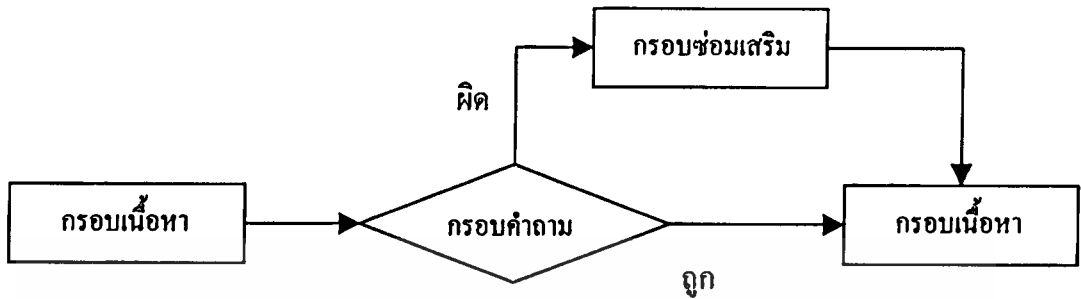 กรอบซ่อมเสริม
ผิด
กรอบเนื้อหา
กรอบคำถาม
กรอบเนื้อหา
ถูก